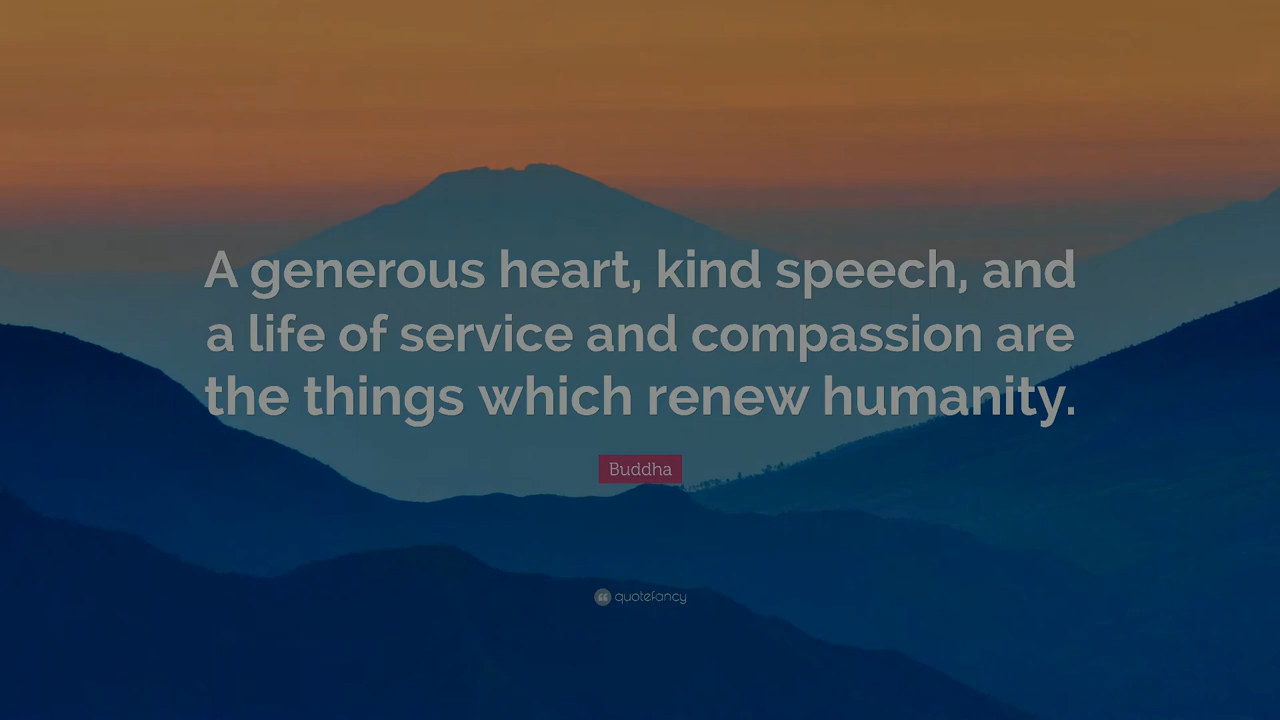 A generous heart, kind speech, and
a life of service and compassion are
the things which renew humanity.
Buddha
quotefancy